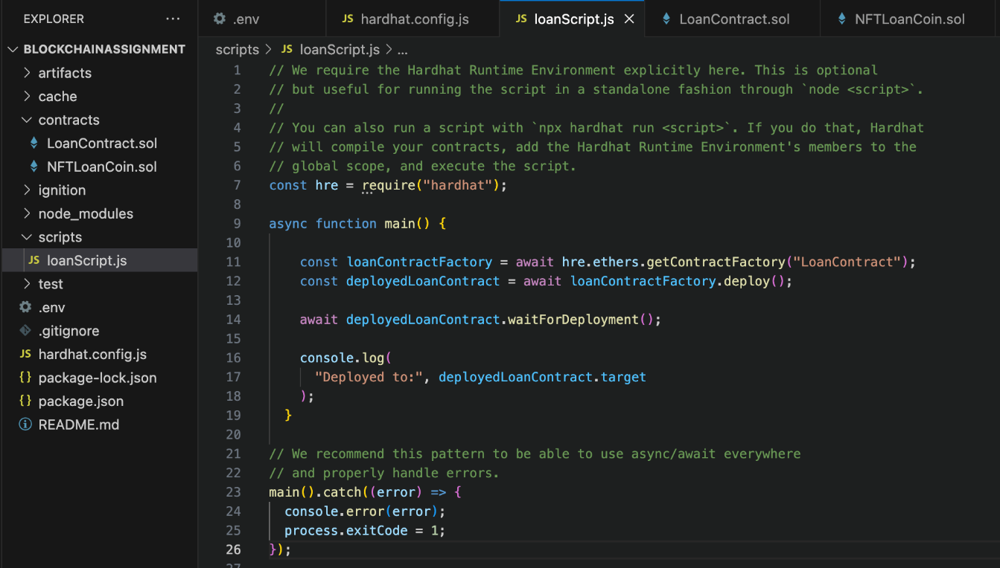 EXPLORER
...
BLOCKCHAINASSIGNMENT
artifacts
cache
contracts
LoanContract.sol
NFTLoanCoin.sol
ignition
node_modules
scripts
JS loanScript.js
test
.env
.gitignore
JS hardhat.config.js
{} package-lock.json
{} package.json
README.md
.env
JS hardhat.config.js
JS loanScript.js
LoanContract.sol
NFTLoanCoin.sol
scripts > JS loanScript.js > ...
1 // We require the Hardhat Runtime Environment explicitly here. This is optional
2 // but useful for running the script in a standalone fashion through `node <script>`.
3 //
4 // You can also run a script with `npx hardhat run <script>`. If you do that, Hardhat
5 // will compile your contracts, add the Hardhat Runtime Environment's members to the
6 // global scope, and execute the script.
7 const hre = require("hardhat");
8
9 async function main() {
10
11     const loanContractFactory = await hre.ethers.getContractFactory("LoanContract");
12     const deployedLoanContract = await loanContractFactory.deploy();
13
14     await deployedLoanContract.waitForDeployment();
15
16     console.log(
17       "Deployed to:", deployedLoanContract.target
18     );
19   }
20
21 // We recommend this pattern to be able to use async/await everywhere
22 // and properly handle errors.
23 main().catch((error) => {
24   console.error(error);
25   process.exitCode = 1;
26 });
27